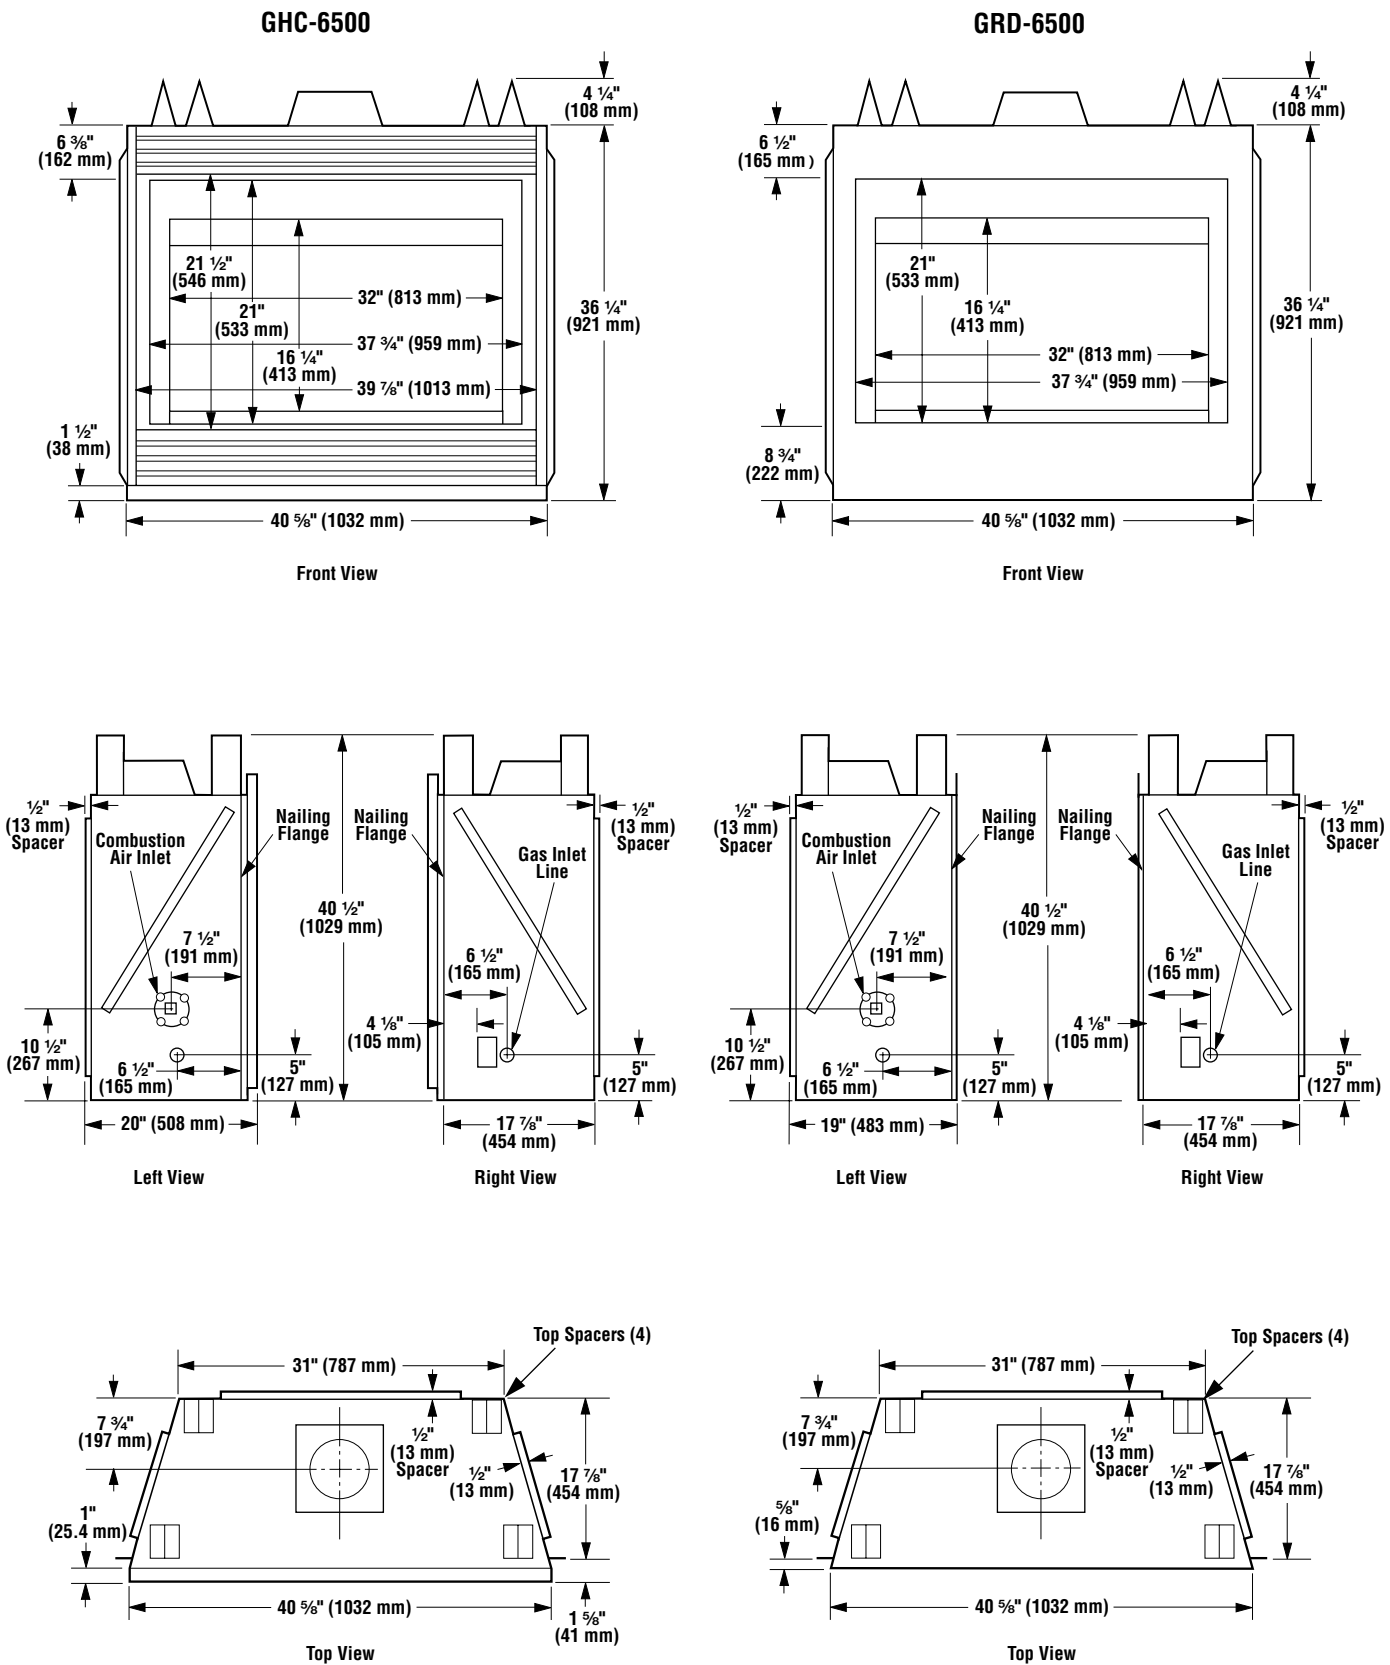 GHC-6500
GRD-6500
4 ¼"
(108 mm)
6 ⅜"
(162 mm)
21 ½"
(546 mm)
32" (813 mm)
21"
(533 mm)
36 ¼"
(921 mm)
37 ¾" (959 mm)
16 ¼"
(413 mm)
39 ⅞" (1013 mm)
1 ½"
(38 mm)
40 ⅝" (1032 mm)
Front View
4 ¼"
(108 mm)
6 ½"
(165 mm)
21"
(533 mm)
16 ¼"
(413 mm)
36 ¼"
(921 mm)
32" (813 mm)
37 ¾" (959 mm)
8 ¾"
(222 mm)
40 ⅝" (1032 mm)
Front View
½"
(13 mm)
Spacer
Combustion
Air Inlet
Nailing
Flange
7 ½"
(191 mm)
10 ½"
(267 mm)
6 ½"
(165 mm)
5"
(127 mm)
20" (508 mm)
Left View
40 ½"
(1029 mm)
Nailing
Flange
Gas Inlet
Line
½"
(13 mm)
Spacer
6 ½"
(165 mm)
4 ⅛"
(105 mm)
5"
(127 mm)
17 ⅞"
(454 mm)
Right View
½"
(13 mm)
Spacer
Combustion
Air Inlet
Nailing
Flange
7 ½"
(191 mm)
10 ½"
(267 mm)
6 ½"
(165 mm)
5"
(127 mm)
19" (483 mm)
Left View
40 ½"
(1029 mm)
Nailing
Flange
Gas Inlet
Line
½"
(13 mm)
Spacer
6 ½"
(165 mm)
4 ⅛"
(105 mm)
5"
(127 mm)
17 ⅞"
(454 mm)
Right View
Top Spacers (4)
31" (787 mm)
7 ¾"
(197 mm)
½"
(13 mm)
Spacer
½"
(13 mm)
17 ⅞"
(454 mm)
1"
(25.4 mm)
40 ⅝" (1032 mm)
1 ⅝"
(41 mm)
Top View
Top Spacers (4)
31" (787 mm)
7 ¾"
(197 mm)
½"
(13 mm)
Spacer
½"
(13 mm)
17 ⅞"
(454 mm)
⅝"
(16 mm)
40 ⅝" (1032 mm)
Top View